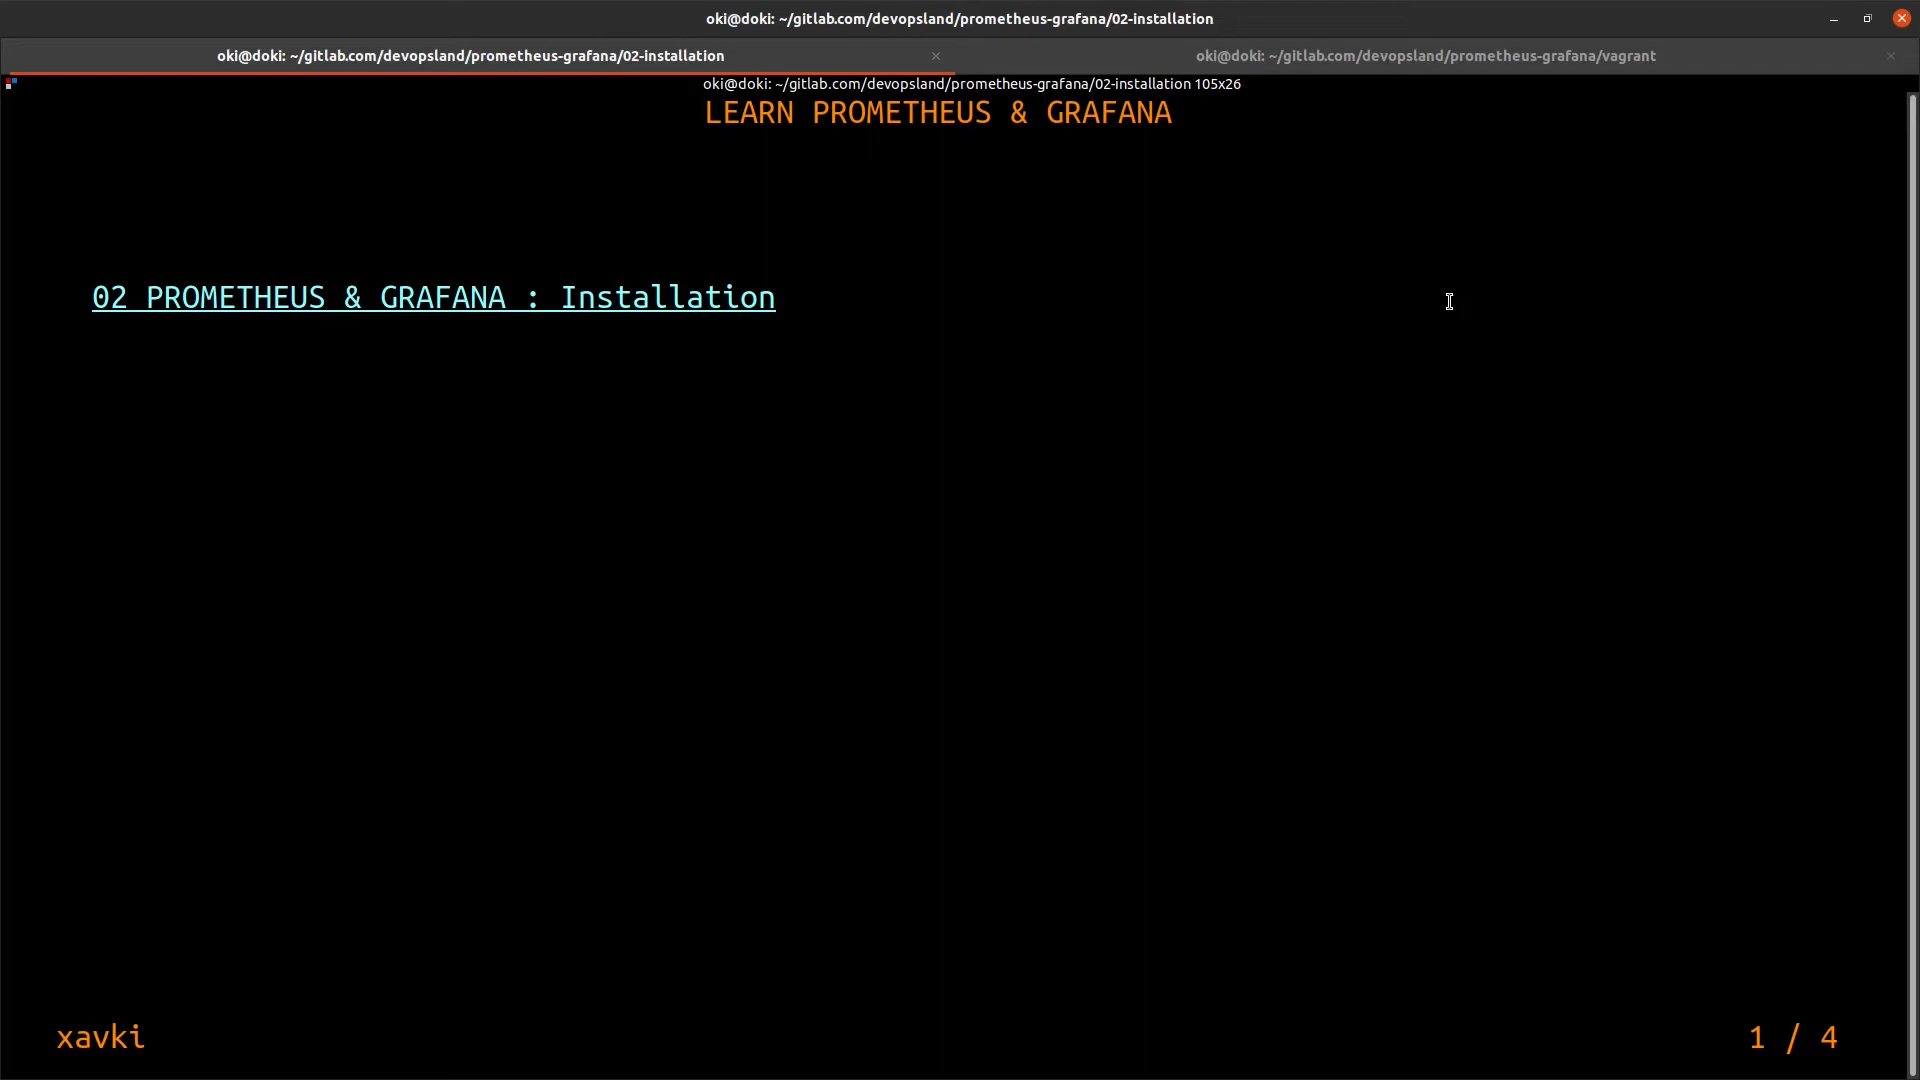 oki@doki: ~/gitlab.com/devopsland/prometheus-grafana/02-installation
oki@doki: ~/gitlab.com/devopsland/prometheus-grafana/02-installation
oki@doki: ~/gitlab.com/devopsland/prometheus-grafana/vagrant
oki@doki: ~/gitlab.com/devopsland/prometheus-grafana/02-installation 105x26
LEARN PROMETHEUS & GRAFANA
02 PROMETHEUS & GRAFANA : Installation
xavki
1 / 4